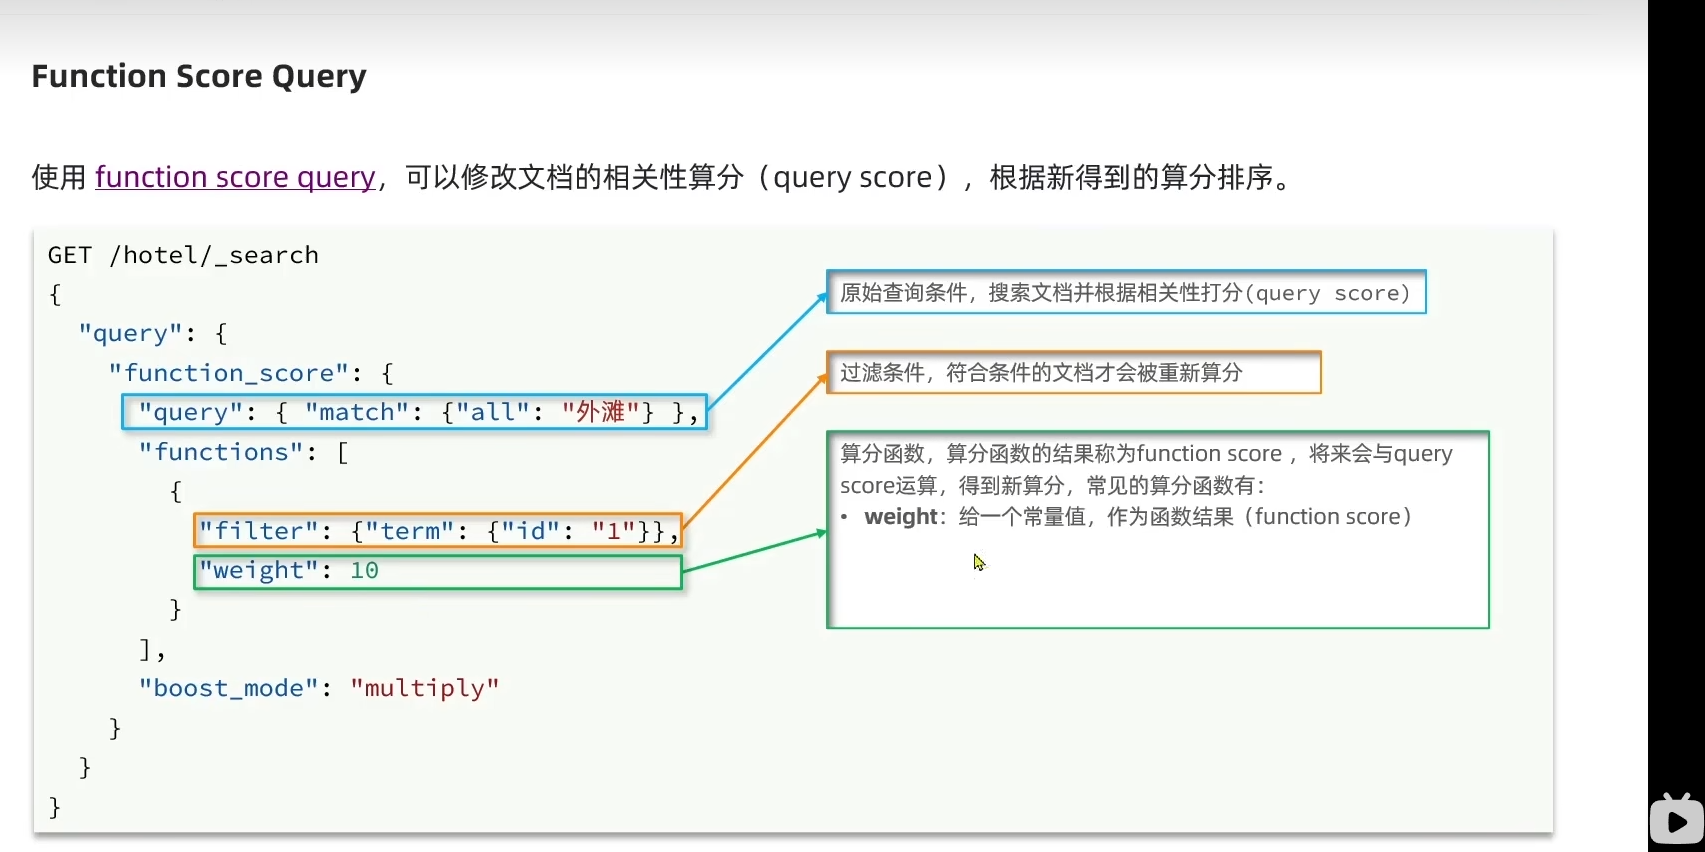 Function Score Query
使用 function score query，可以修改文档的相关性算分（query score），根据新得到的算分排序。
GET /hotel/_search
{
"query": {
"function_score": {
"query": { "match": {"all": "外滩"} },
"functions": [
{
"filter": {"term": {"id": "1"}},
"weight": 10
}
],
"boost_mode": "multiply"
}
}
}
原始查询条件，搜索文档并根据相关性打分(query score)
过滤条件，符合条件的文档才会被重新算分
算分函数，算分函数的结果称为function score ，将来会与query
score运算，得到新算分，常见的算分函数有：
• weight：给一个常量值，作为函数结果（function score）